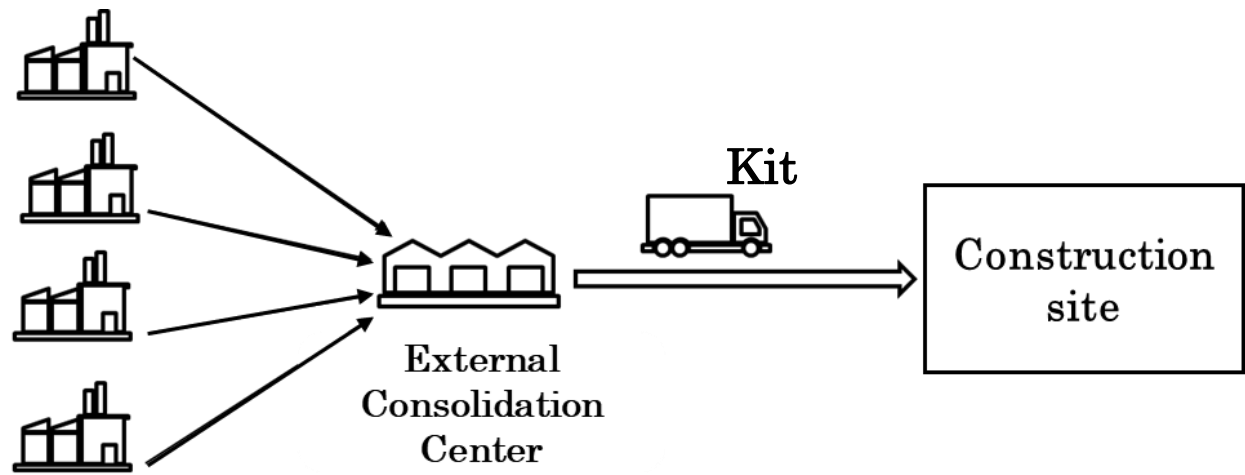 Kit
Construction
site
External
Consolidation
Center